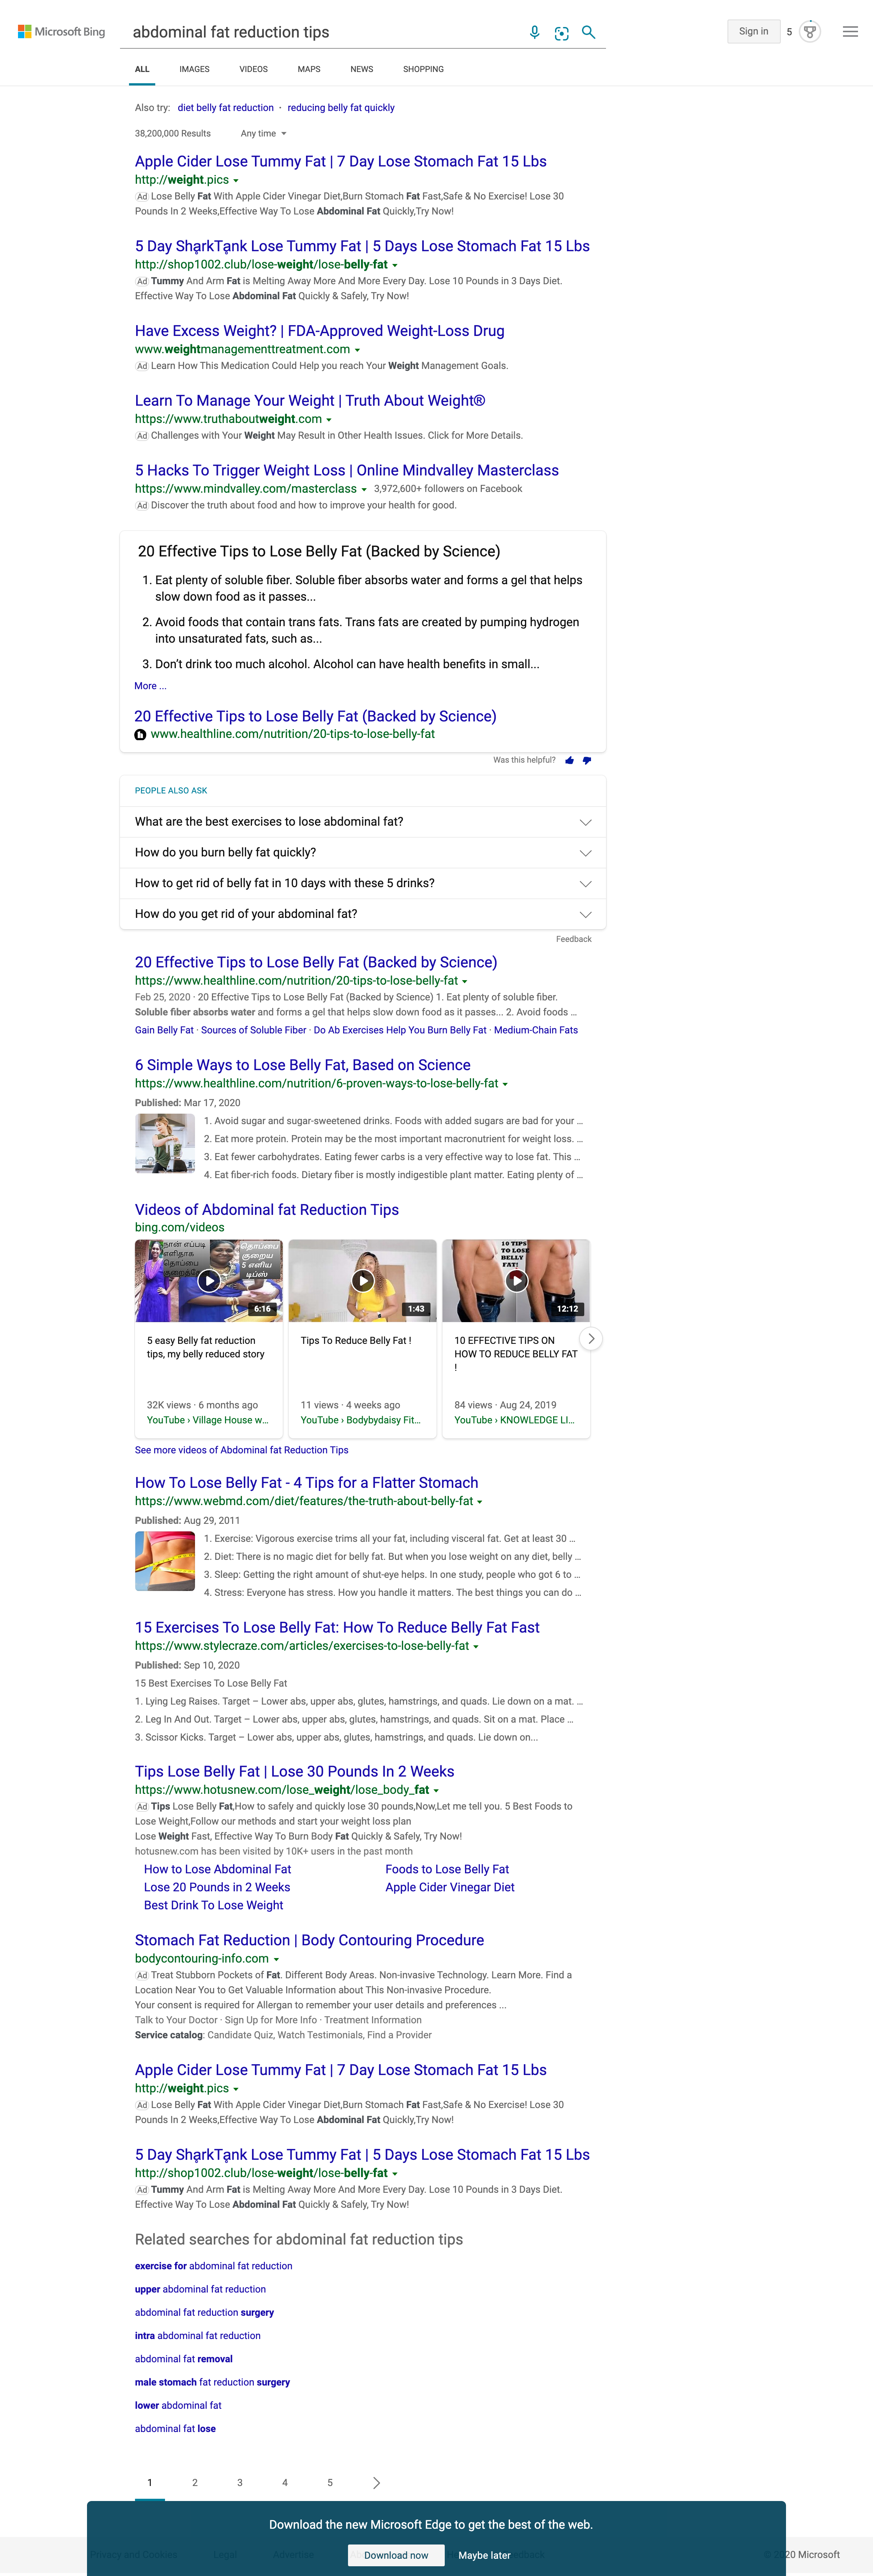 Microsoft Bing
abdominal fat reduction tips
Sign in
5
ALL
IMAGES
VIDEOS
MAPS
NEWS
SHOPPING
Also try: diet belly fat reduction · reducing belly fat quickly
38,200,000 Results Any time
Apple Cider Lose Tummy Fat | 7 Day Lose Stomach Fat 15 Lbs
http://weight.pics
Ad Lose Belly Fat With Apple Cider Vinegar Diet,Burn Stomach Fat Fast,Safe & No Exercise! Lose 30
Pounds In 2 Weeks,Effective Way To Lose Abdominal Fat Quickly,Try Now!
5 Day ShąrkTąnk Lose Tummy Fat | 5 Days Lose Stomach Fat 15 Lbs
http://shop1002.club/lose-weight/lose-belly-fat
Ad Tummy And Arm Fat is Melting Away More And More Every Day. Lose 10 Pounds in 3 Days Diet.
Effective Way To Lose Abdominal Fat Quickly & Safely, Try Now!
Have Excess Weight? | FDA-Approved Weight-Loss Drug
www.weightmanagementtreatment.com
Ad Learn How This Medication Could Help you reach Your Weight Management Goals.
Learn To Manage Your Weight | Truth About Weight®
https://www.truthaboutweight.com
Ad Challenges with Your Weight May Result in Other Health Issues. Click for More Details.
5 Hacks To Trigger Weight Loss | Online Mindvalley Masterclass
https://www.mindvalley.com/masterclass 3,972,600+ followers on Facebook
Ad Discover the truth about food and how to improve your health for good.
20 Effective Tips to Lose Belly Fat (Backed by Science)
1. Eat plenty of soluble fiber. Soluble fiber absorbs water and forms a gel that helps
slow down food as it passes...
2. Avoid foods that contain trans fats. Trans fats are created by pumping hydrogen
into unsaturated fats, such as...
3. Don't drink too much alcohol. Alcohol can have health benefits in small...
More ...
20 Effective Tips to Lose Belly Fat (Backed by Science)
www.healthline.com/nutrition/20-tips-to-lose-belly-fat
Was this helpful?
PEOPLE ALSO ASK
What are the best exercises to lose abdominal fat?
How do you burn belly fat quickly?
How to get rid of belly fat in 10 days with these 5 drinks?
How do you get rid of your abdominal fat?
Feedback
20 Effective Tips to Lose Belly Fat (Backed by Science)
https://www.healthline.com/nutrition/20-tips-to-lose-belly-fat
Feb 25, 2020 · 20 Effective Tips to Lose Belly Fat (Backed by Science) 1. Eat plenty of soluble fiber.
Soluble fiber absorbs water and forms a gel that helps slow down food as it passes... 2. Avoid foods ...
Gain Belly Fat · Sources of Soluble Fiber · Do Ab Exercises Help You Burn Belly Fat · Medium-Chain Fats
6 Simple Ways to Lose Belly Fat, Based on Science
https://www.healthline.com/nutrition/6-proven-ways-to-lose-belly-fat
Published: Mar 17, 2020
1. Avoid sugar and sugar-sweetened drinks. Foods with added sugars are bad for your ...
2. Eat more protein. Protein may be the most important macronutrient for weight loss. ...
3. Eat fewer carbohydrates. Eating fewer carbs is a very effective way to lose fat. This ...
4. Eat fiber-rich foods. Dietary fiber is mostly indigestible plant matter. Eating plenty of ...
Videos of Abdominal fat Reduction Tips
bing.com/videos
நான் எப்படி
எளிதாக
தொப்பை
குறைத்தேன்
தொப்பை
குறைய
5 எளிய
டிப்ஸ்
6:16
1:43
10 TIPS TO LOSE BELLY FAT!
12:12
5 easy Belly fat reduction
tips, my belly reduced story
Tips To Reduce Belly Fat !
10 EFFECTIVE TIPS ON
HOW TO REDUCE BELLY FAT
!
32K views · 6 months ago
YouTube › Village House w...
11 views · 4 weeks ago
YouTube › Bodybydaisy Fit...
84 views · Aug 24, 2019
YouTube › KNOWLEDGE LI...
See more videos of Abdominal fat Reduction Tips
How To Lose Belly Fat - 4 Tips for a Flatter Stomach
https://www.webmd.com/diet/features/the-truth-about-belly-fat
Published: Aug 29, 2011
1. Exercise: Vigorous exercise trims all your fat, including visceral fat. Get at least 30 ...
2. Diet: There is no magic diet for belly fat. But when you lose weight on any diet, belly ...
3. Sleep: Getting the right amount of shut-eye helps. In one study, people who got 6 to ...
4. Stress: Everyone has stress. How you handle it matters. The best things you can do ...
15 Exercises To Lose Belly Fat: How To Reduce Belly Fat Fast
https://www.stylecraze.com/articles/exercises-to-lose-belly-fat
Published: Sep 10, 2020
15 Best Exercises To Lose Belly Fat
1. Lying Leg Raises. Target – Lower abs, upper abs, glutes, hamstrings, and quads. Lie down on a mat. ...
2. Leg In And Out. Target – Lower abs, upper abs, glutes, hamstrings, and quads. Sit on a mat. Place ...
3. Scissor Kicks. Target – Lower abs, upper abs, glutes, hamstrings, and quads. Lie down on...
Tips Lose Belly Fat | Lose 30 Pounds In 2 Weeks
https://www.hotusnew.com/lose_weight/lose_body_fat
Ad Tips Lose Belly Fat,How to safely and quickly lose 30 pounds,Now,Let me tell you. 5 Best Foods to
Lose Weight,Follow our methods and start your weight loss plan
Lose Weight Fast, Effective Way To Burn Body Fat Quickly & Safely, Try Now!
hotusnew.com has been visited by 10K+ users in the past month
How to Lose Abdominal Fat
Foods to Lose Belly Fat
Lose 20 Pounds in 2 Weeks
Apple Cider Vinegar Diet
Best Drink To Lose Weight
Stomach Fat Reduction | Body Contouring Procedure
bodycontouring-info.com
Ad Treat Stubborn Pockets of Fat. Different Body Areas. Non-invasive Technology. Learn More. Find a
Location Near You to Get Valuable Information about This Non-invasive Procedure.
Your consent is required for Allergan to remember your user details and preferences ...
Talk to Your Doctor · Sign Up for More Info · Treatment Information
Service catalog: Candidate Quiz, Watch Testimonials, Find a Provider
Apple Cider Lose Tummy Fat | 7 Day Lose Stomach Fat 15 Lbs
http://weight.pics
Ad Lose Belly Fat With Apple Cider Vinegar Diet,Burn Stomach Fat Fast,Safe & No Exercise! Lose 30
Pounds In 2 Weeks,Effective Way To Lose Abdominal Fat Quickly,Try Now!
5 Day ShąrkTąnk Lose Tummy Fat | 5 Days Lose Stomach Fat 15 Lbs
http://shop1002.club/lose-weight/lose-belly-fat
Ad Tummy And Arm Fat is Melting Away More And More Every Day. Lose 10 Pounds in 3 Days Diet.
Effective Way To Lose Abdominal Fat Quickly & Safely, Try Now!
Related searches for abdominal fat reduction tips
exercise for abdominal fat reduction
upper abdominal fat reduction
abdominal fat reduction surgery
intra abdominal fat reduction
abdominal fat removal
male stomach fat reduction surgery
lower abdominal fat
abdominal fat lose
1 2 3 4 5
Download the new Microsoft Edge to get the best of the web.
Download now
Maybe later
Privacy and Cookies
Legal
Advertise
© 2020 Microsoft